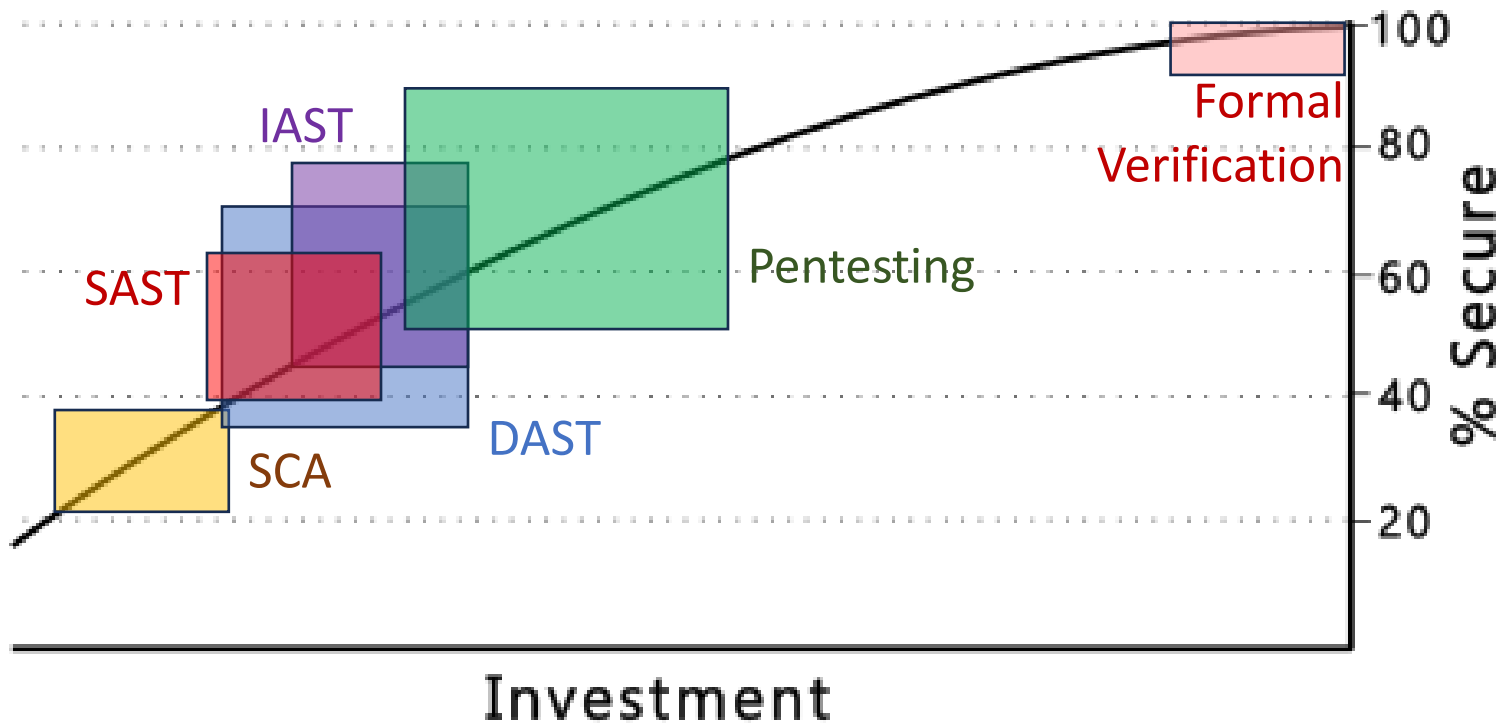 100
IAST
Formal
80
Verification
SAST
Pentesting
60
% Secure
40
DAST
SCA
20
Investment